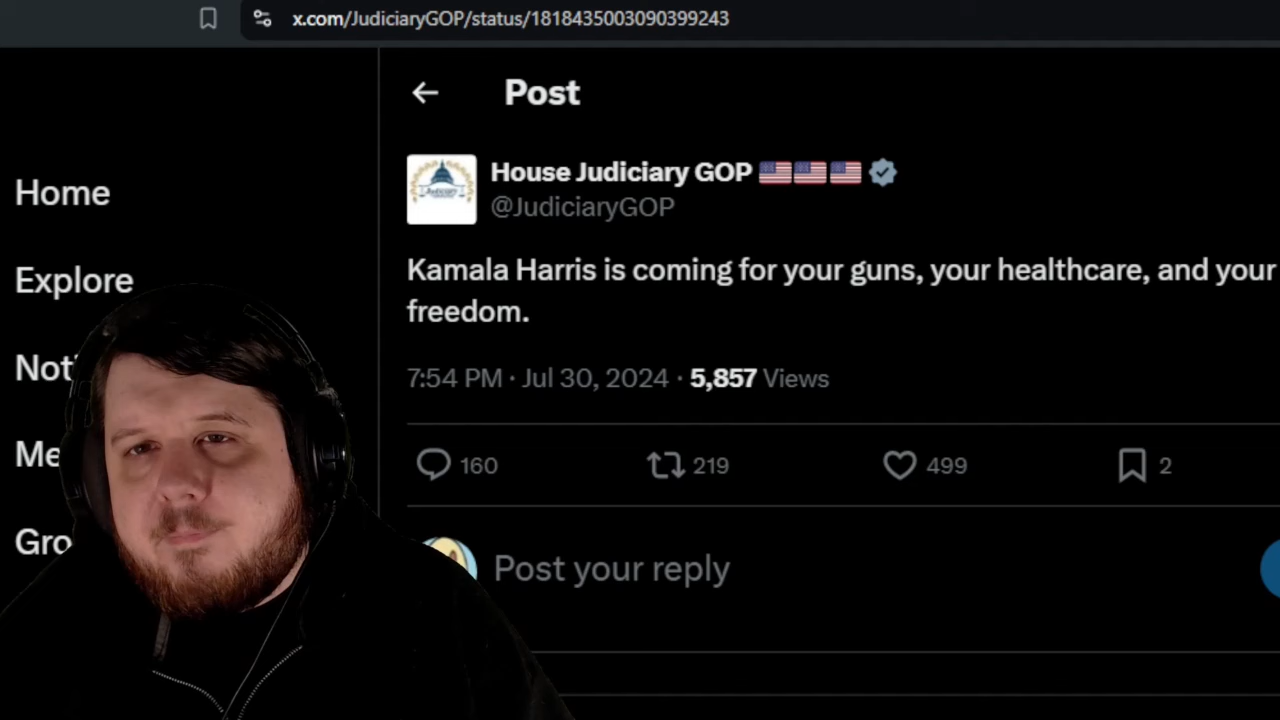 x.com/JudiciaryGOP/status/1818435003090399243
Post
Home
House Judiciary GOP
@JudiciaryGOP
Explore
Kamala Harris is coming for your guns, your healthcare, and your
freedom.
Noti
7:54 PM · Jul 30, 2024 · 5,857 Views
Me
160 219 499 2
Gro
Post your reply